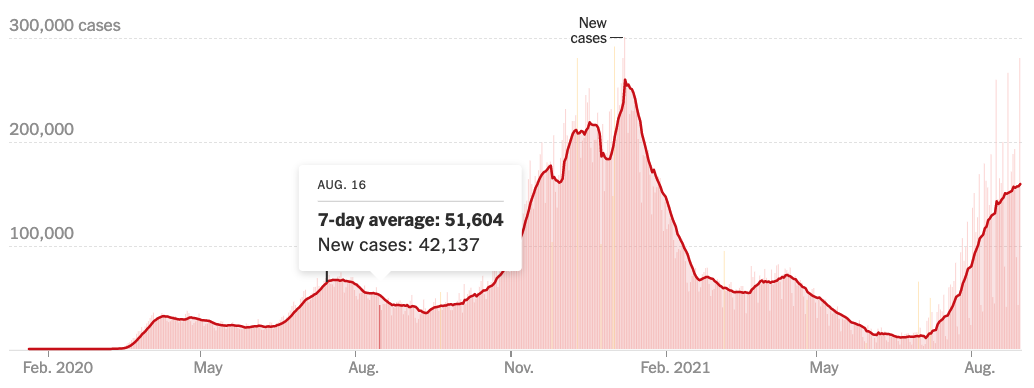 300,000 cases
New
cases
200,000
AUG. 16
7-day average: 51,604
New cases: 42,137
100,000
Feb. 2020
May
Aug.
Nov.
Feb. 2021
May
Aug.